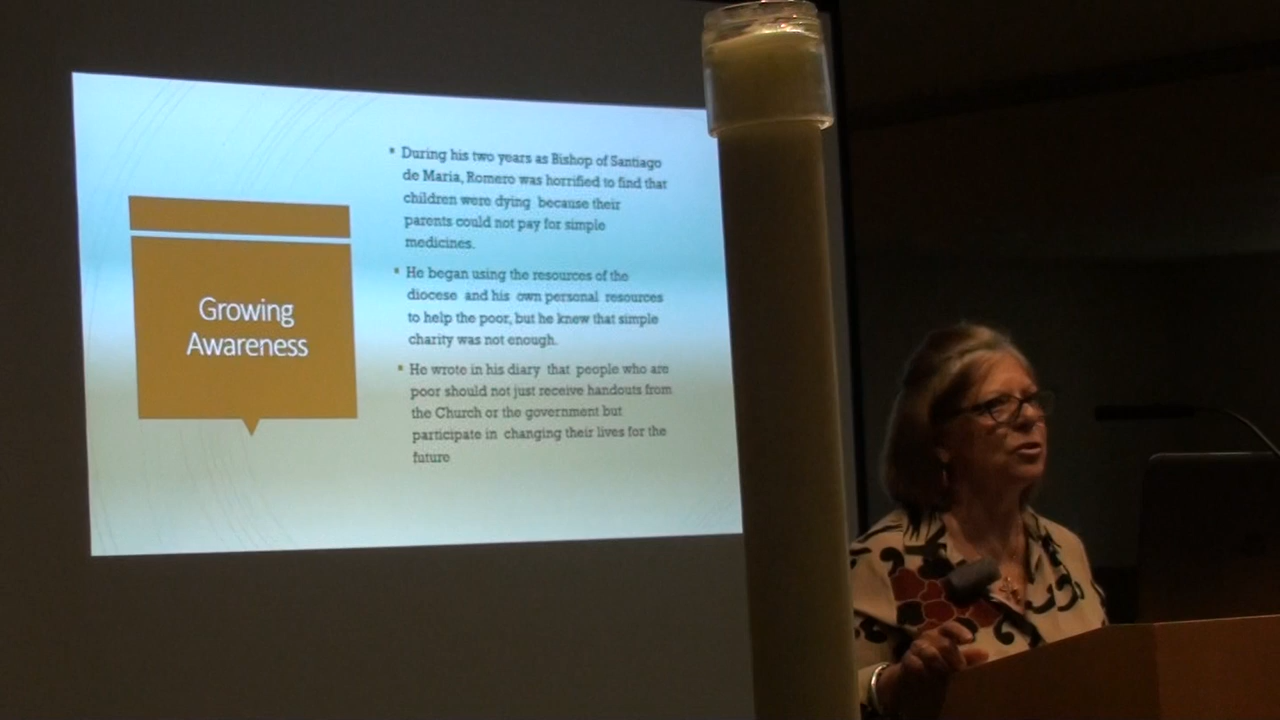 Growing
Awareness
During his two years as Bishop of Santiago
de Maria, Romero was horrified to find that
children were dying because their
parents could not pay for simple
medicines.
He began using the resources of the
diocese and his own personal resources
to help the poor, but he knew that simple
charity was not enough.
He wrote in his diary that people who are
poor should not just receive handouts from
the Church or the government but
participate in changing their lives for the
future